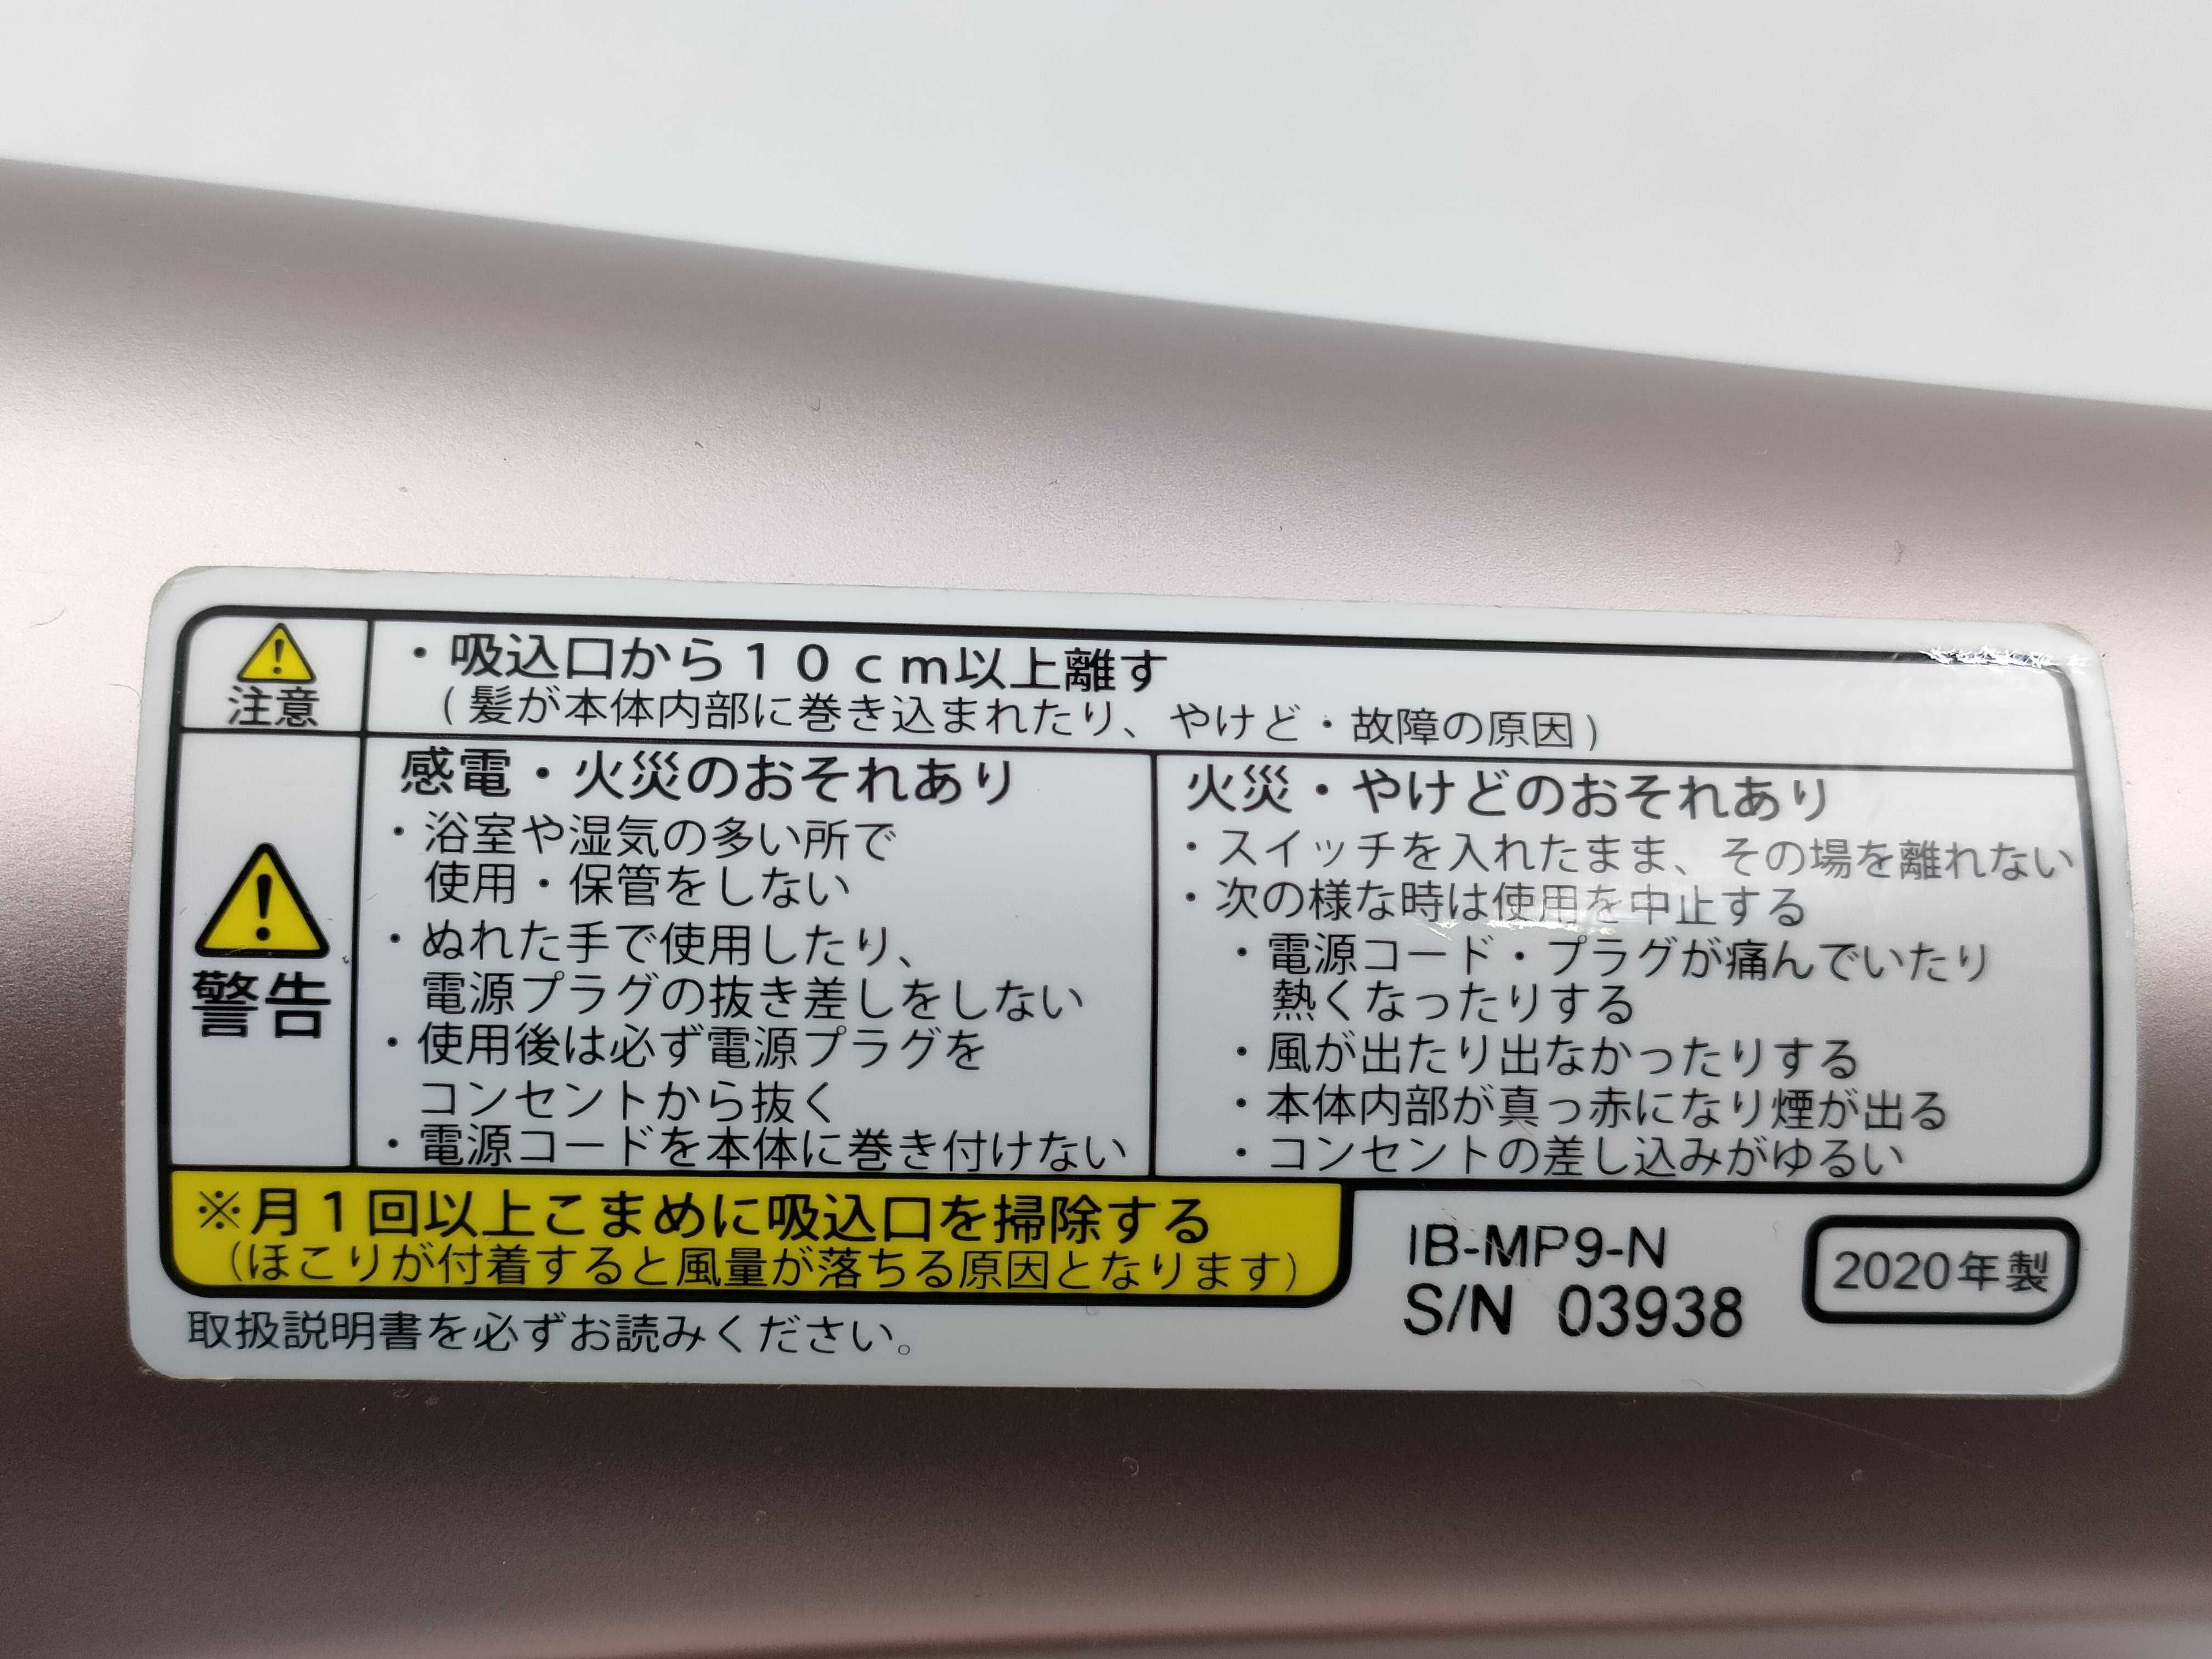 注意
・吸込口から10cm以上離す
(髪が本体内部に巻き込まれたり、やけど・故障の原因)
警告
感電・火災のおそれあり
・浴室や湿気の多い所で
使用・保管をしない
・ぬれた手で使用したり、
電源プラグの抜き差しをしない
・使用後は必ず電源プラグを
コンセントから抜く
・電源コードを本体に巻き付けない
火災・やけどのおそれあり
・スイッチを入れたまま、その場を離れない
・次の様な時は使用を中止する
・電源コード・プラグが痛んでいたり
熱くなったりする
・風が出たり出なかったりする
・本体内部が真っ赤になり煙が出る
・コンセントの差し込みがゆるい
※月1回以上こまめに吸込口を掃除する
(ほこりが付着すると風量が落ちる原因となります)
取扱説明書を必ずお読みください。
IB-MP9-N
S/N 03938
2020年製